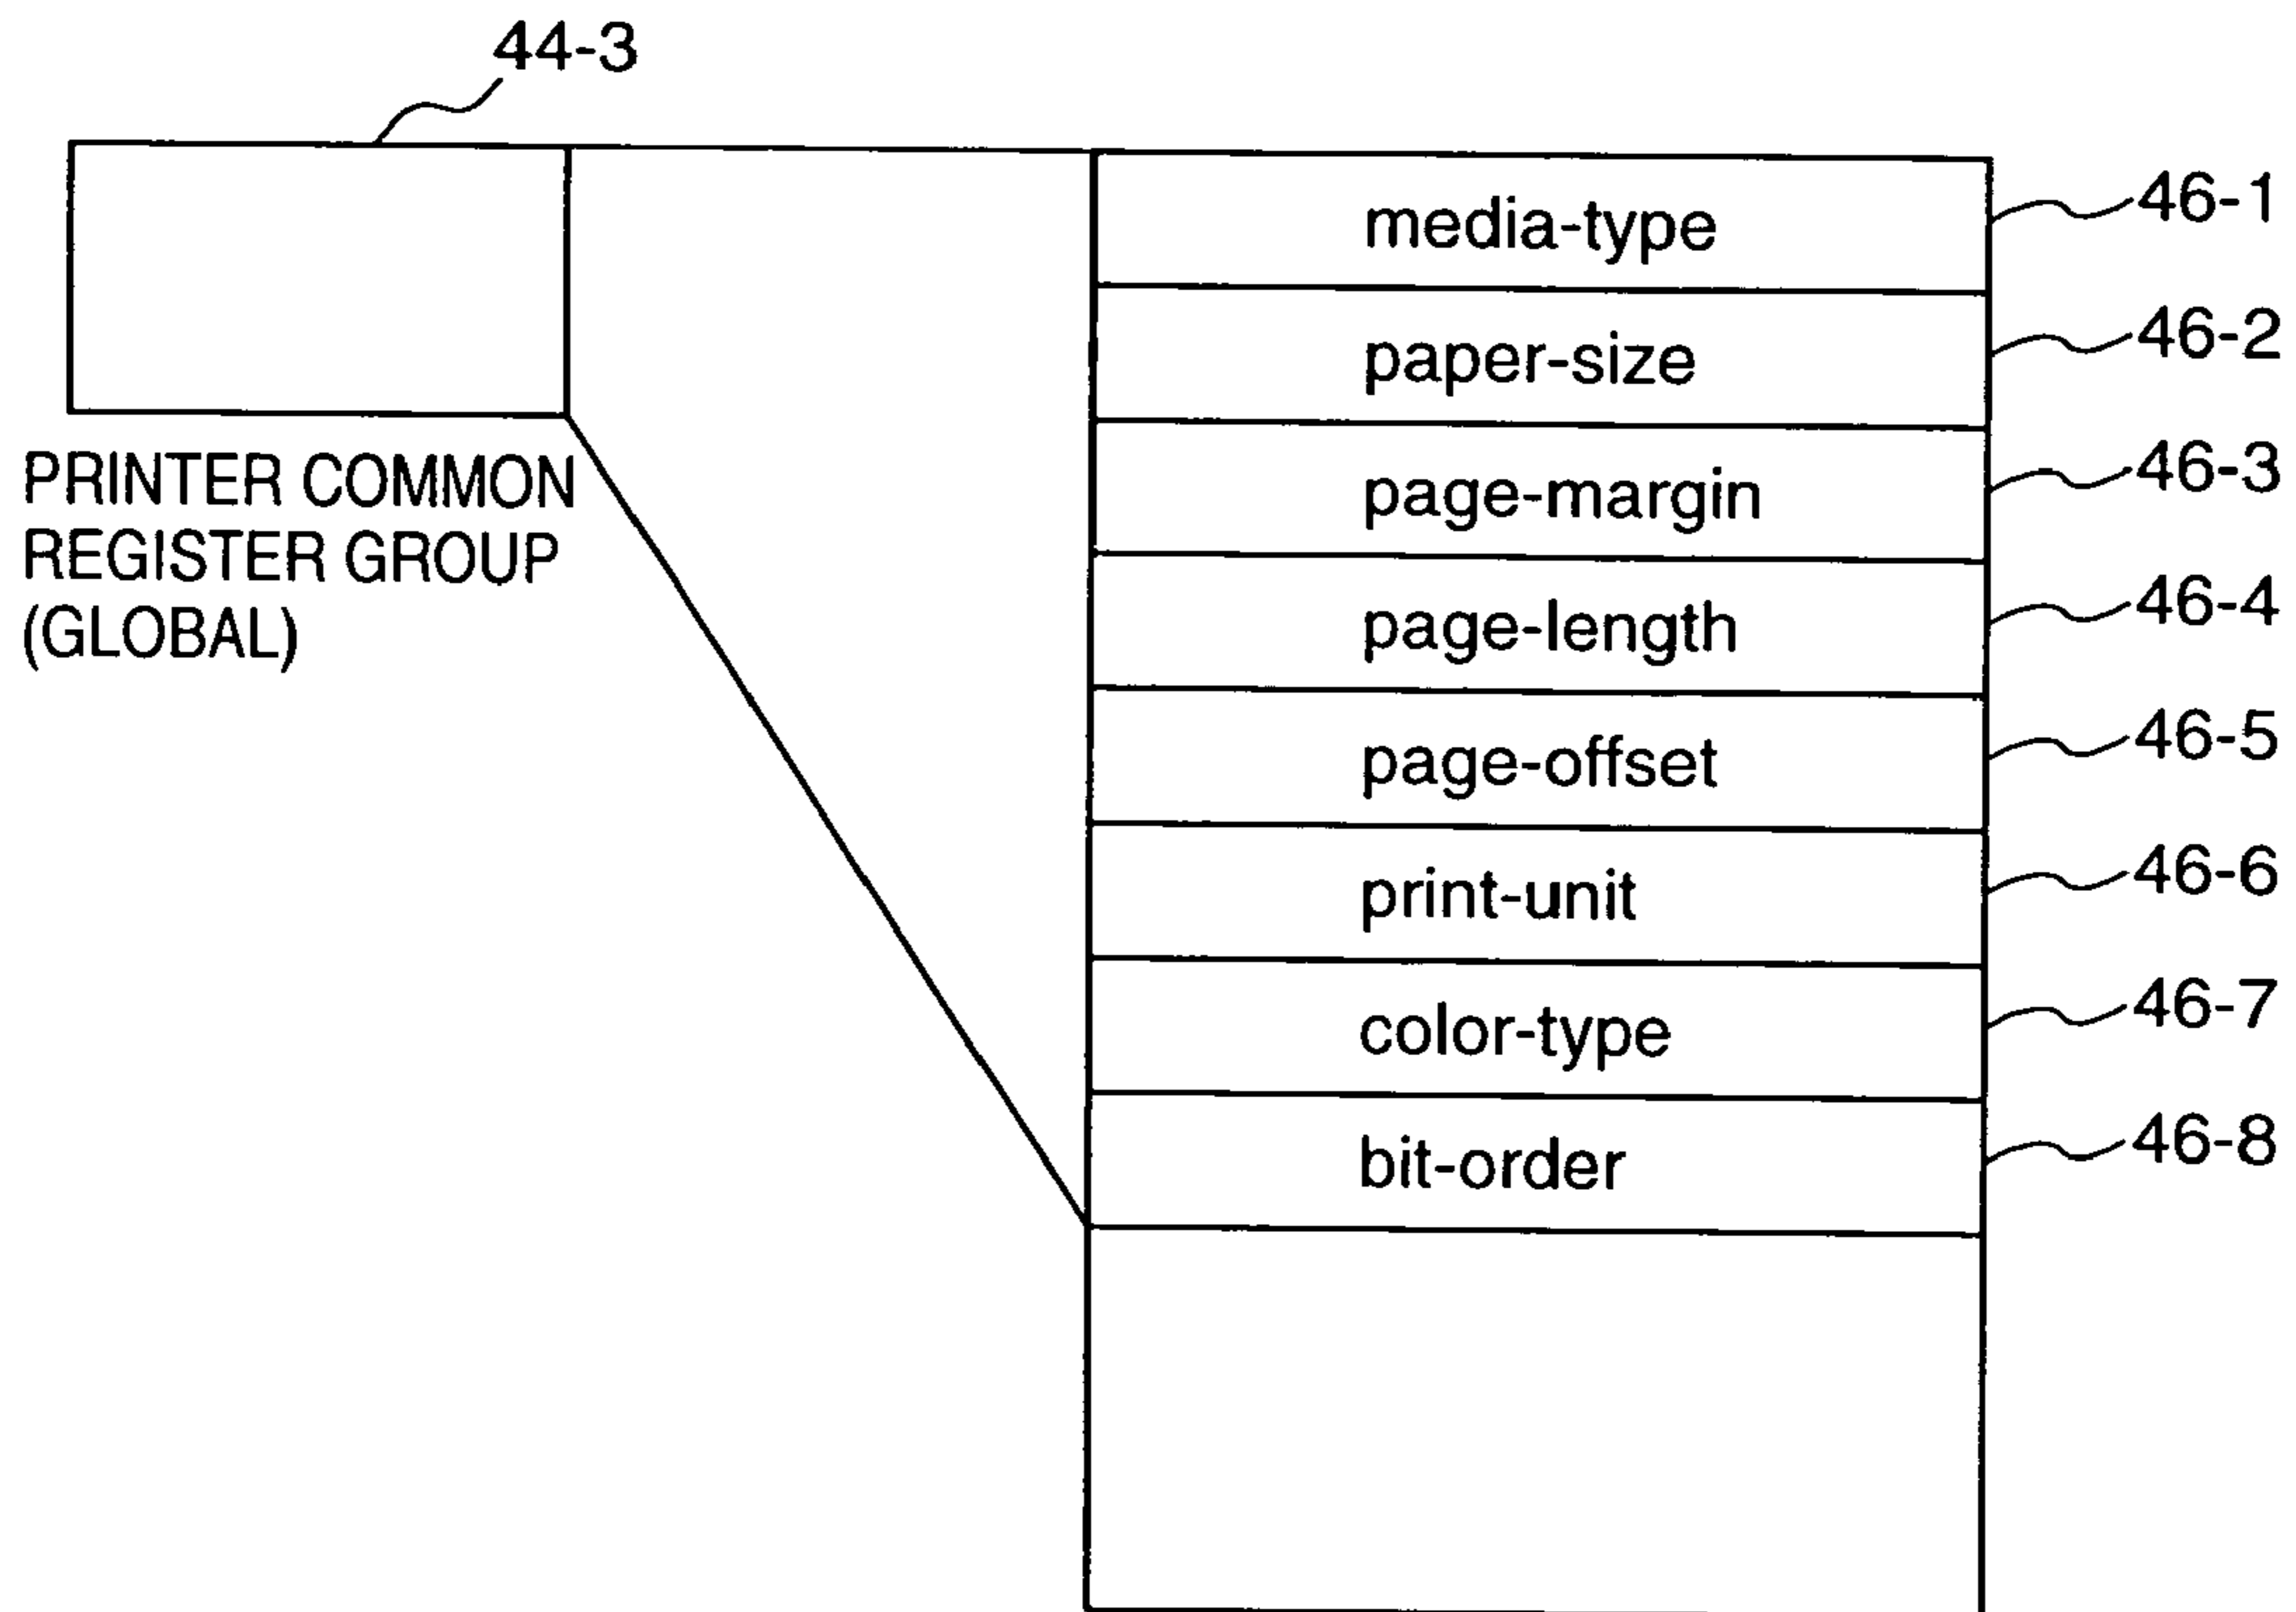 44-3
PRINTER COMMON
REGISTER GROUP
(GLOBAL)
media-type 46-1
paper-size 46-2
page-margin 46-3
page-length 46-4
page-offset 46-5
print-unit 46-6
color-type 46-7
bit-order 46-8